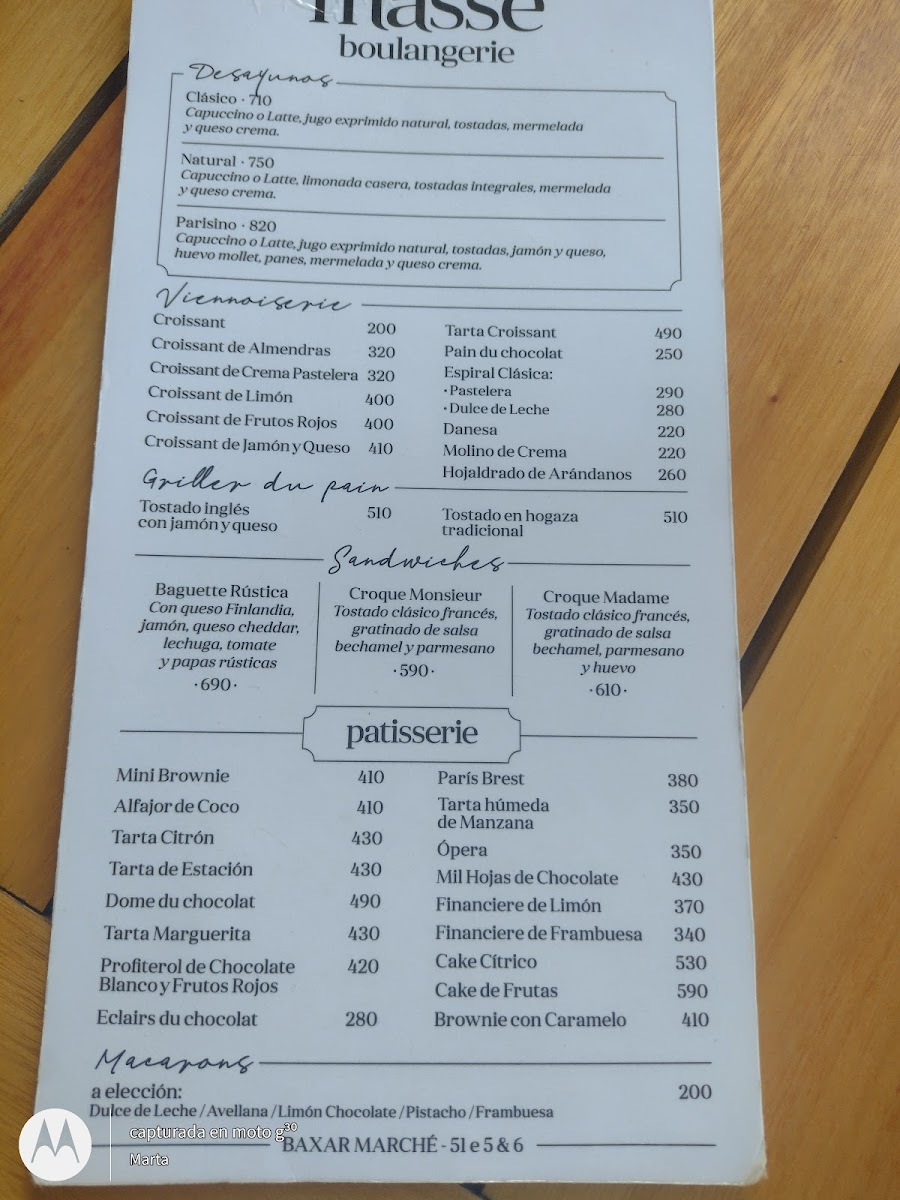 boulangerie
Desayunos
Clásico · 710
Capuccino o Latte, jugo exprimido natural, tostadas, mermelada
y queso crema.
Natural · 750
Capuccino o Latte, limonada casera, tostadas integrales, mermelada
y queso crema.
Parisino · 820
Capuccino o Latte, jugo exprimido natural, tostadas, jamón y queso,
huevo mollet, panes, mermelada y queso crema.
Viennoiserie
Croissant 200
Croissant de Almendras 320
Croissant de Crema Pastelera 320
Croissant de Limón 400
Croissant de Frutos Rojos 400
Croissant de Jamón y Queso 410
Tarta Croissant 490
Pain du chocolat 250
Espiral Clásica:
· Pastelera 290
· Dulce de Leche 280
Danesa 220
Molino de Crema 220
Hojaldrado de Arándanos 260
Griller du pain
Tostado inglés 510
con jamón y queso
Tostado en hogaza 510
tradicional
Sandwiches
Baguette Rústica
Con queso Finlandia,
jamón, queso cheddar,
lechuga, tomate
y papas rústicas
·690·
Croque Monsieur
Tostado clásico francés,
gratinado de salsa
bechamel y parmesano
·590·
Croque Madame
Tostado clásico francés,
gratinado de salsa
bechamel, parmesano
y huevo
·610·
patisserie
Mini Brownie 410
Alfajor de Coco 410
Tarta Citrón 430
Tarta de Estación 430
Dome du chocolat 490
Tarta Marguerita 430
Profiterol de Chocolate 420
Blanco y Frutos Rojos
Eclairs du chocolat 280
París Brest 380
Tarta húmeda 350
de Manzana
Ópera 350
Mil Hojas de Chocolate 430
Financiere de Limón 370
Financiere de Frambuesa 340
Cake Cítrico 530
Cake de Frutas 590
Brownie con Caramelo 410
Macarons
a elección: 200
Dulce de Leche / Avellana / Limón Chocolate / Pistacho / Frambuesa
BAXAR MARCHÉ - 51 e 5 & 6
capturada en moto g³⁰
Marta